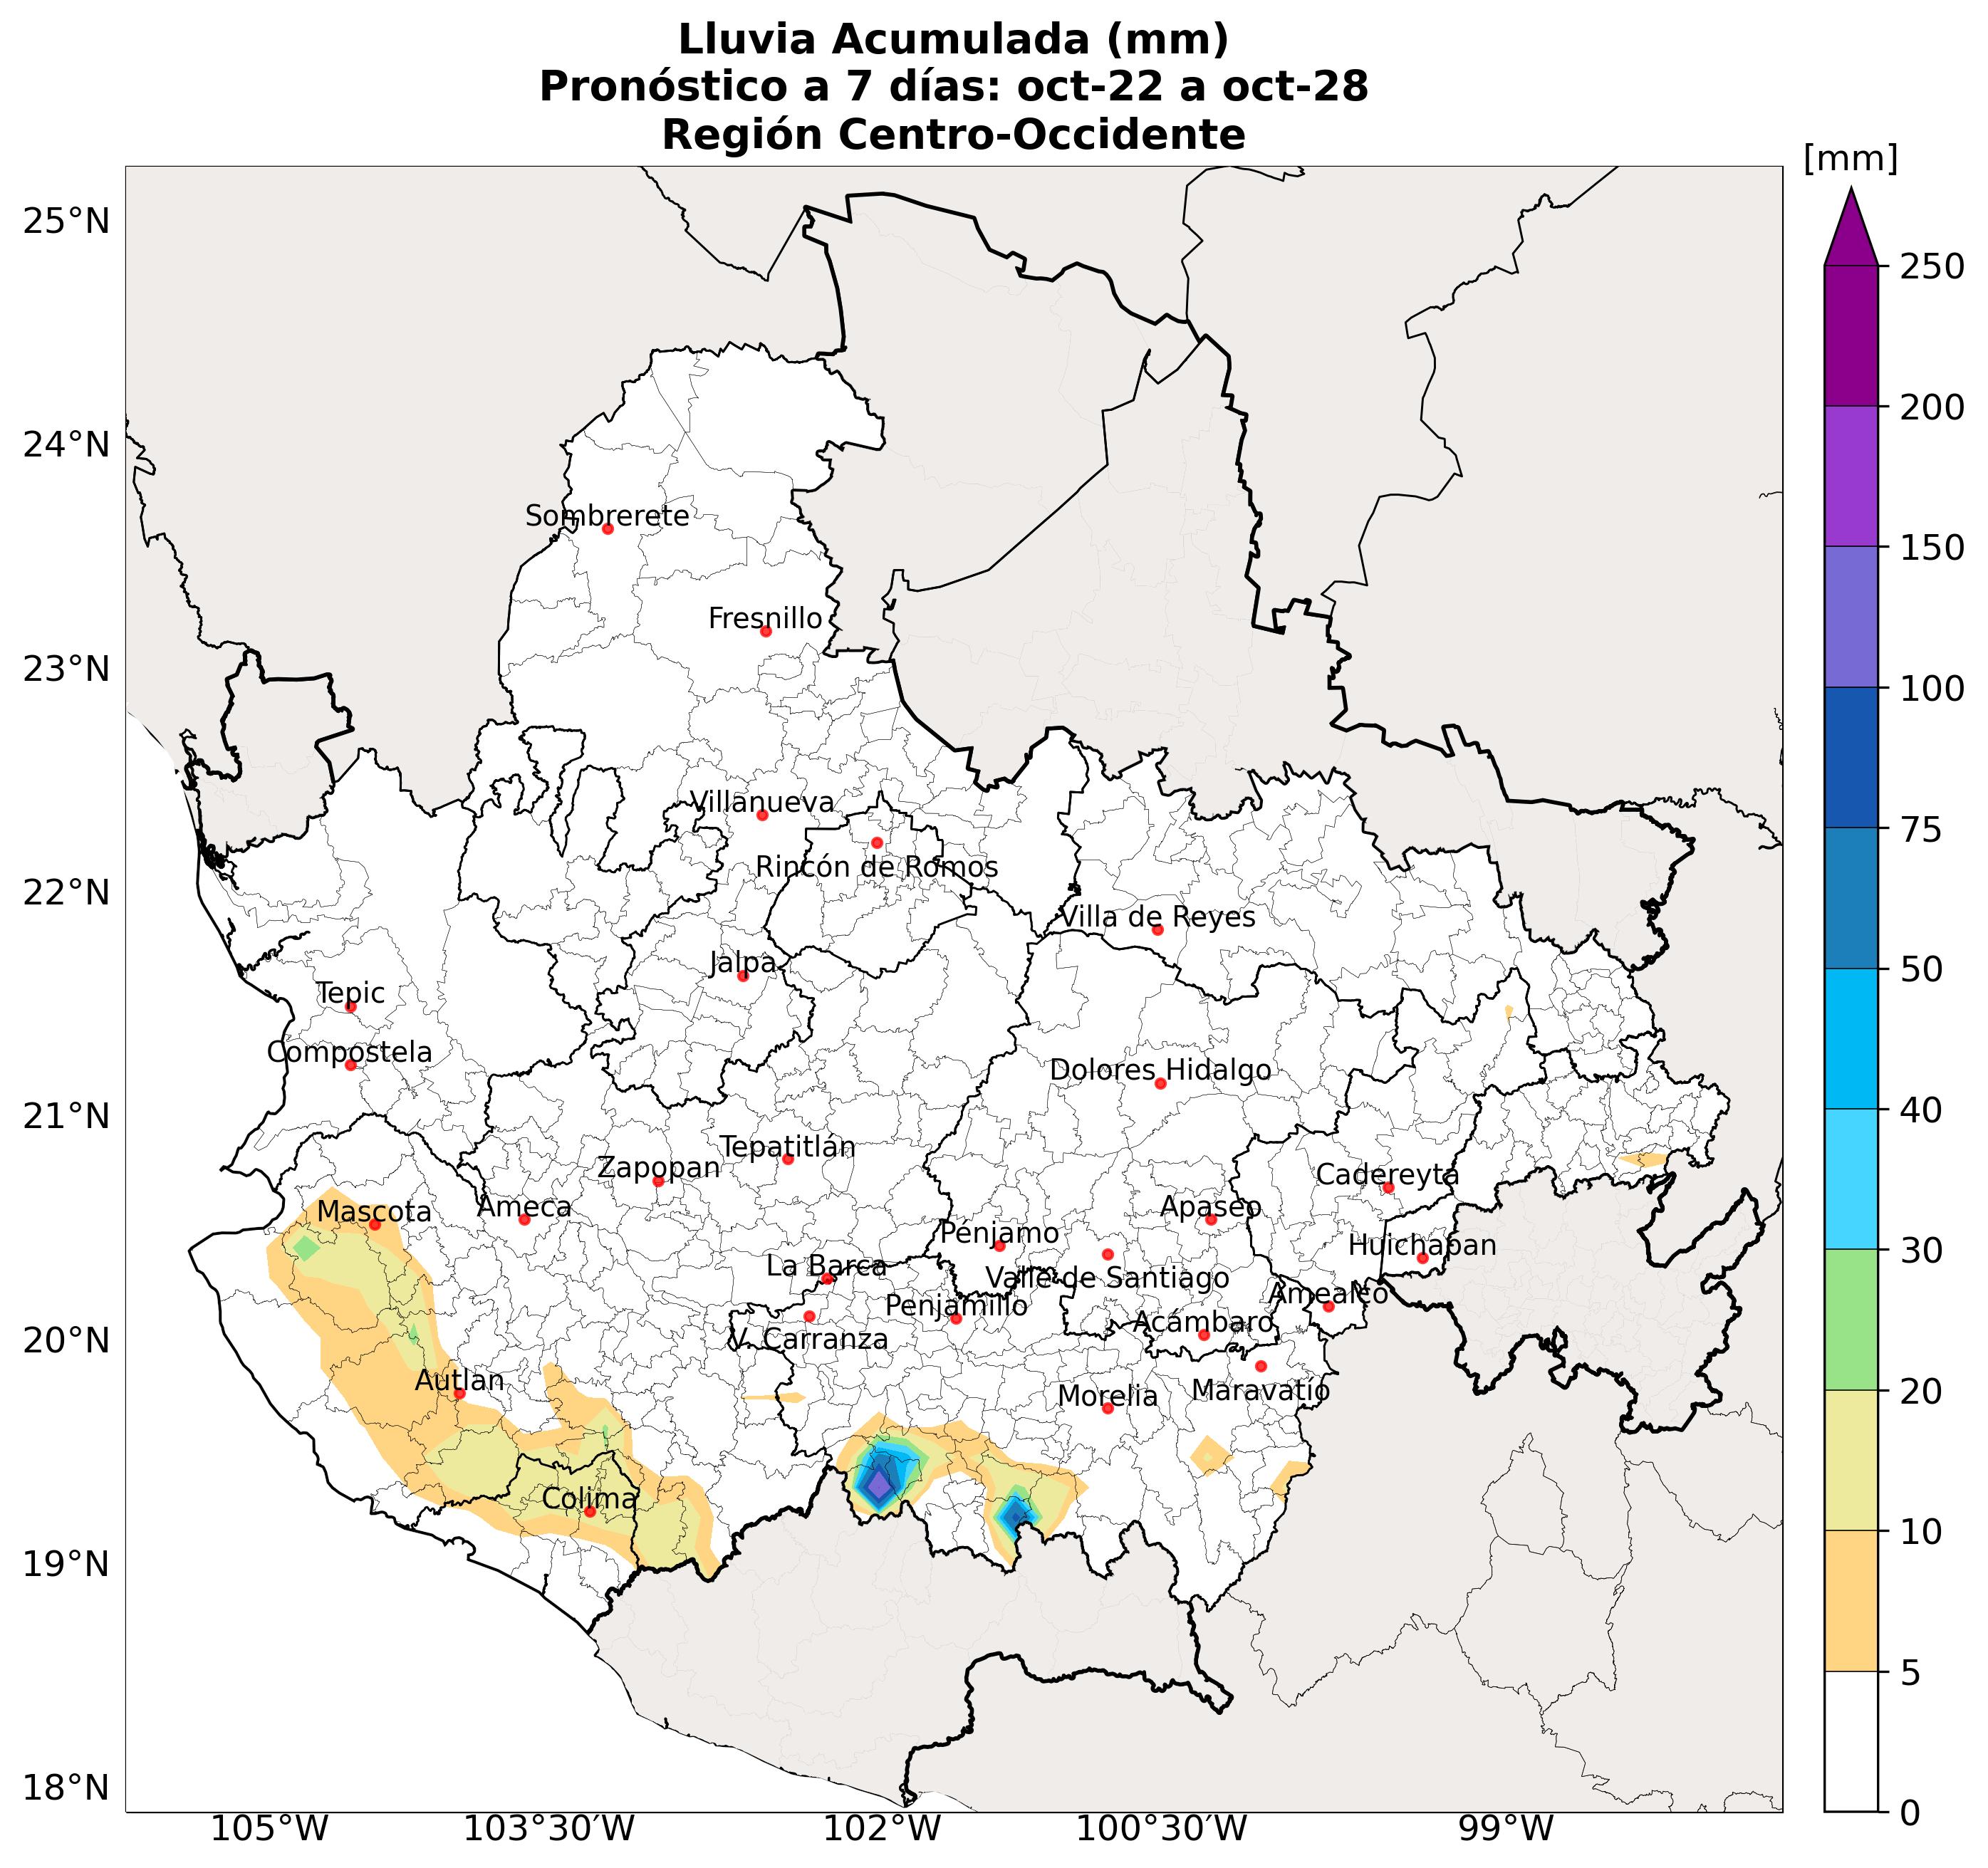 Lluvia Acumulada (mm)
Pronóstico a 7 días: oct-22 a oct-28
Región Centro-Occidente
[mm]
25°N
250
200
24°N
Sombrerete
150
Fresnillo
23°N
100
Villanueva
75
Rincón de Romos
22°N
Villa de Reyes
Jalpa
50
Tepic
Compostela
Dolores Hidalgo
21°N
40
Tepatitlán
Zapopan
Cadereyta
Mascota
Ameca
Apaseo
Pénjamo
Huichapan
30
La Barca
Valle de Santiago
Amealco
Penjamillo
Acámbaro
20°N
V. Carranza
Autlan
Morelia
Maravatío
20
Colima
10
19°N
5
18°N
0
105°W
103°30'W
102°W
100°30'W
99°W